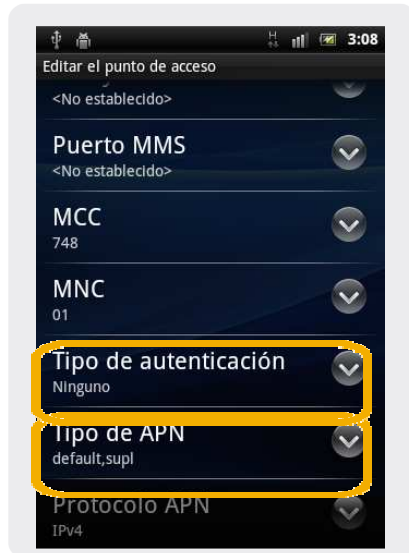 H
3:08
Editar el punto de acceso
<No establecido>
Puerto MMS
<No establecido>
MCC
748
MNC
01
Tipo de autenticación
Ninguno
Tipo de APN
default,supl
Protocolo APN
IPv4